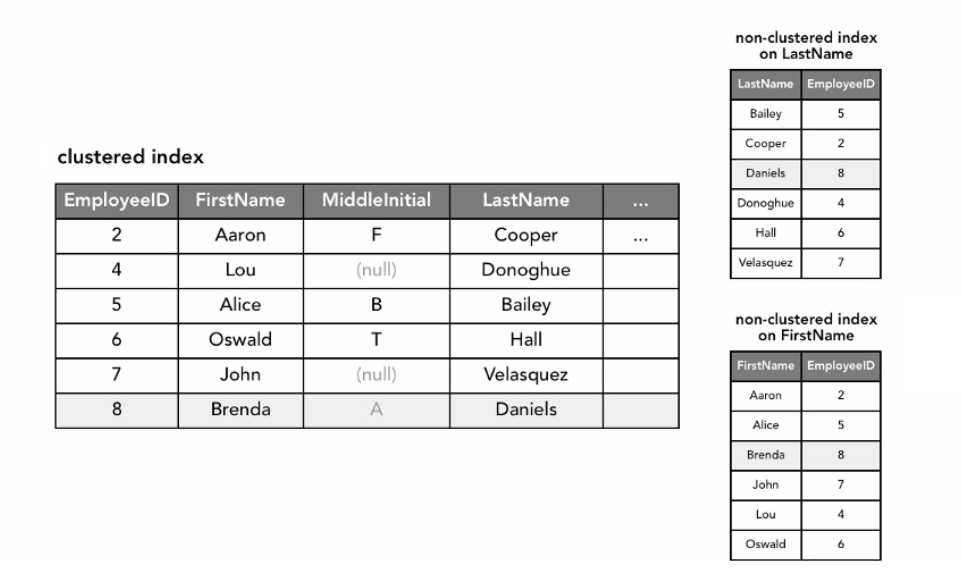 clustered index
EmployeeID FirstName MiddleInitial LastName ...
2 Aaron F Cooper ...
4 Lou (null) Donoghue
5 Alice B Bailey
6 Oswald T Hall
7 John (null) Velasquez
8 Brenda A Daniels
non-clustered index
on LastName
LastName EmployeeID
Bailey 5
Cooper 2
Daniels 8
Donoghue 4
Hall 6
Velasquez 7
non-clustered index
on FirstName
FirstName EmployeeID
Aaron 2
Alice 5
Brenda 8
John 7
Lou 4
Oswald 6